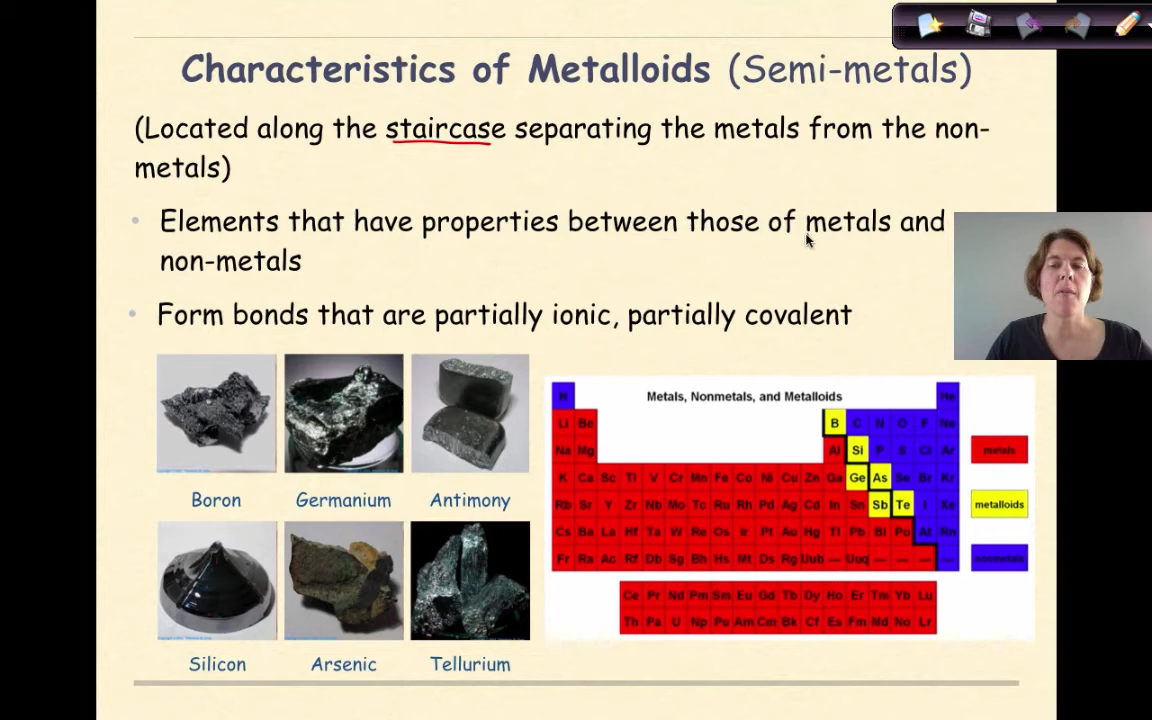 Characteristics of Metalloids (Semi-metals)
(Located along the staircase separating the metals from the non-
metals)
• Elements that have properties between those of metals and
non-metals
• Form bonds that are partially ionic, partially covalent
Boron Germanium Antimony
Silicon Arsenic Tellurium
Metals, Nonmetals, and Metalloids
H He
Li Be B C N O F Ne
Na Mg Al Si P S Cl Ar
K Ca Sc Ti V Cr Mn Fe Co Ni Cu Zn Ga Ge As Se Br Kr
Rb Sr Y Zr Nb Mo Tc Ru Rh Pd Ag Cd In Sn Sb Te I Xe
Cs Ba La Hf Ta W Re Os Ir Pt Au Hg Tl Pb Bi Po At Rn
Fr Ra Ac Rf Db Sg Bh Hs Mt Ds Rg Uub --- Uuq --- --- --- ---
Ce Pr Nd Pm Sm Eu Gd Tb Dy Ho Er Tm Yb Lu
Th Pa U Np Pu Am Cm Bk Cf Es Fm Md No Lr
metals
metalloids
nonmetals